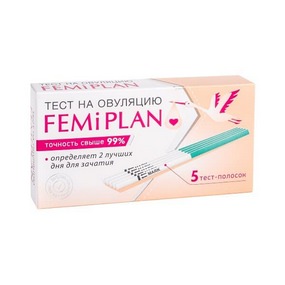 ТЕСТ НА ОВУЛЯЦИЮ
FEMiPLAN
ТОЧНОСТЬ СВЫШЕ 99%
• определяет 2 лучших
дня для зачатия
5 тест-полосок